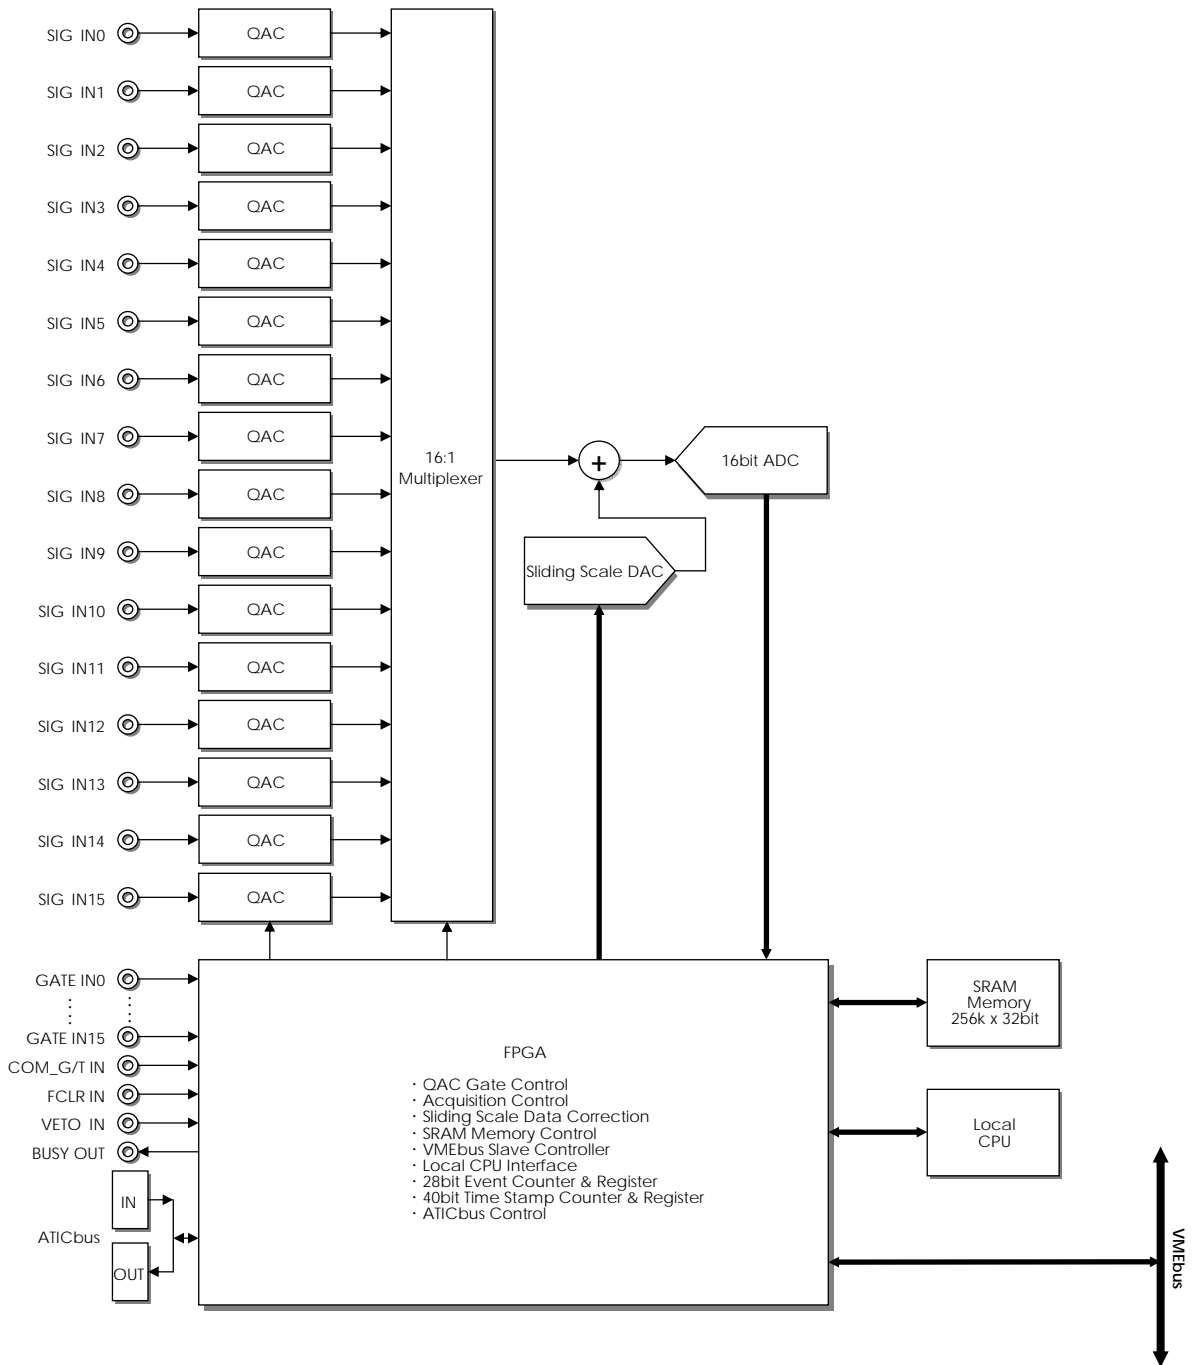 SIG IN0 QAC
SIG IN1 QAC
SIG IN2 QAC
SIG IN3 QAC
SIG IN4 QAC
SIG IN5 QAC
SIG IN6 QAC
SIG IN7 QAC
SIG IN8 QAC
SIG IN9 QAC
SIG IN10 QAC
SIG IN11 QAC
SIG IN12 QAC
SIG IN13 QAC
SIG IN14 QAC
SIG IN15 QAC
16:1
Multiplexer
+
16bit ADC
Sliding Scale DAC
GATE IN0
GATE IN15
COM_G/T IN
FCLR IN
VETO IN
BUSY OUT
IN
ATICbus
OUT
FPGA
・QAC Gate Control
・Acquisition Control
・Sliding Scale Data Correction
・SRAM Memory Control
・VMEbus Slave Controller
・Local CPU Interface
・28bit Event Counter & Register
・40bit Time Stamp Counter & Register
・ATICbus Control
SRAM
Memory
256k x 32bit
Local
CPU
VMEbus